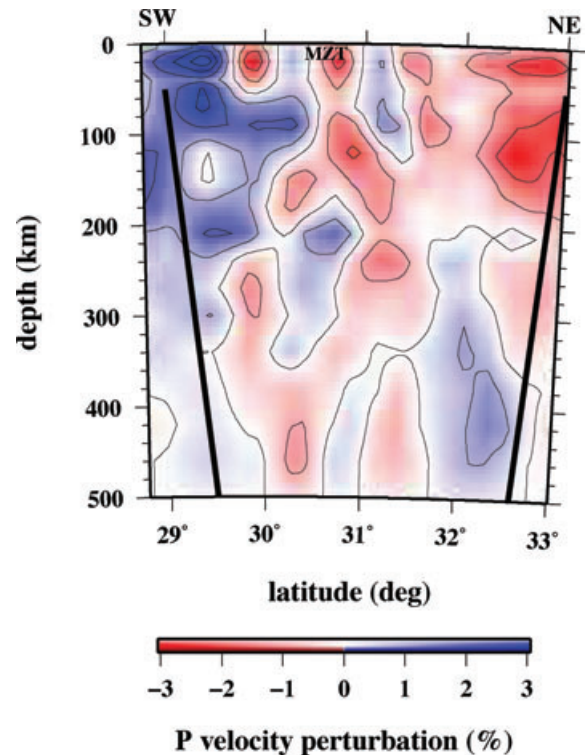 SW NE
MZT
0
100
200
300
400
500
depth (km)
29° 30° 31° 32° 33°
latitude (deg)
−3 −2 −1 0 1 2 3
P velocity perturbation (%)